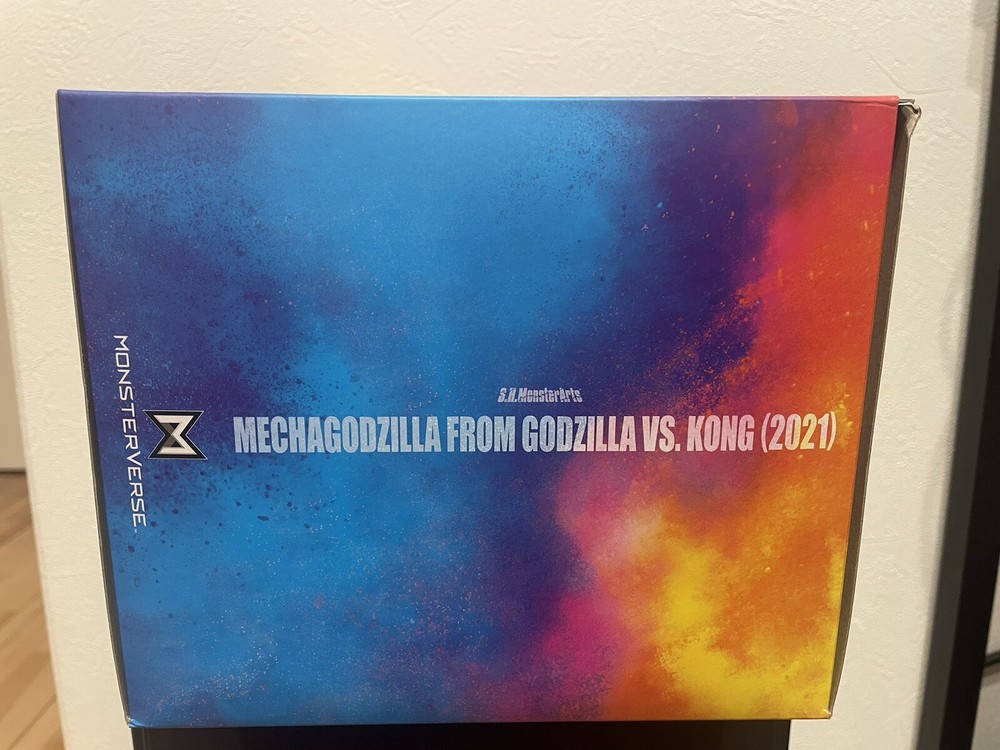 MONSTERVERSE
S.H.MonsterArts
MECHAGODZILLA FROM GODZILLA VS. KONG (2021)